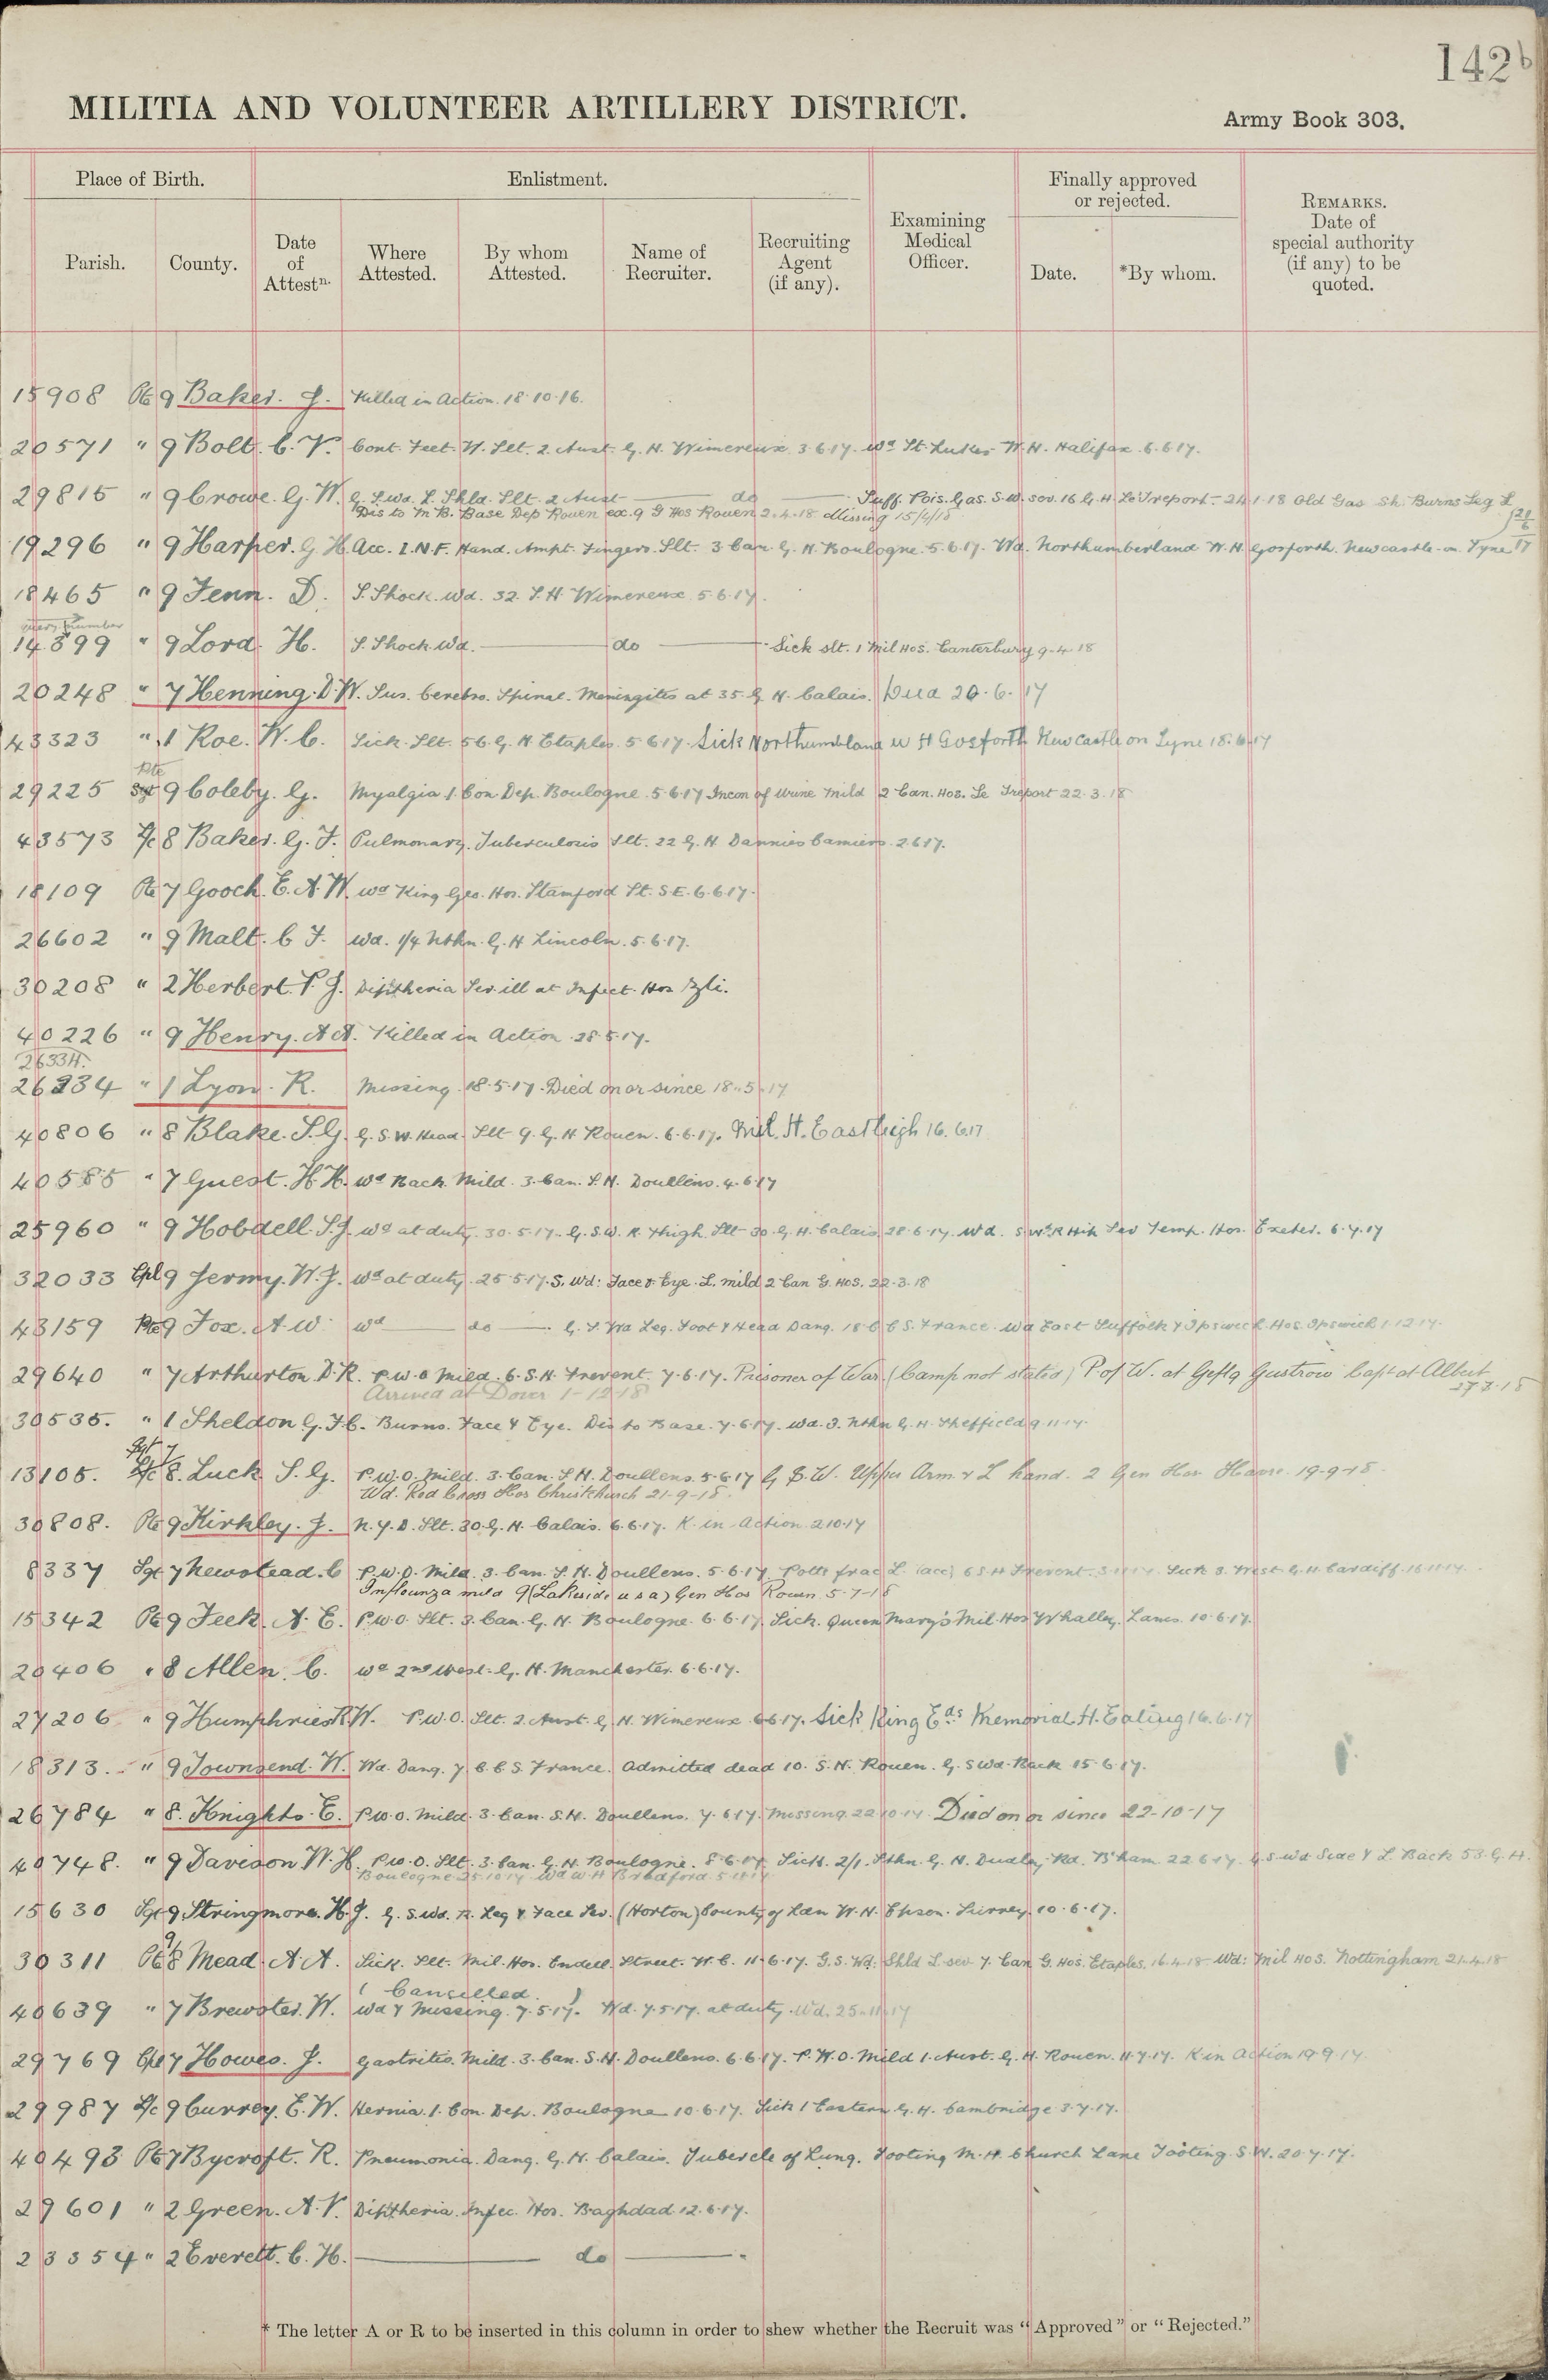 142b
MILITIA AND VOLUNTEER ARTILLERY DISTRICT.
Army Book 303.
Place of Birth.
Enlistment.
Finally approved or rejected.
Parish.
County.
Date of Attestn.
Where Attested.
By whom Attested.
Name of Recruiter.
Recruiting Agent (if any).
Examining Medical Officer.
Date.
*By whom.
REMARKS. Date of special authority (if any) to be quoted.
15908 Pte 9 Baker. J. Killed in Action. 18.10.16.
20571 " 9 Bolt. C. V. Cont. Feet. W. Slt. 2. Aust. G. H. Wimereux. 3.6.17. Wd St. Lukes W. H. Halifax 6.6.17.
29815 " 9 Crowe. G. W. G. S. Wd. L. Shld. Slt. 2 Aust — do — Suff. Pois. Gas. S. W. sev. 16 G. H. Le Treport - 24.1.18 Old Gas Sh. Burns Leg L
Dis to M. B. Base Dep Rouen ex. 9 G Hos Rouen 2.4.18 Missing 15/4/18
19296 " 9 Harper. G. H. Acc. I. N. F. Hand. Ampt. Fingers. Slt. 3. Can. G. H. Boulogne. 5.6.17. Wd. Northumberland W. H. Gosforth. Newcastle-on-Tyne 17
18465 " 9 Fenn. D. S. Shock. Wd. 32. S. H. Wimereux. 5.6.17.
number
14399 " 9 Lord. H. S. Shock. Wd. — do — Sick slt. 1 Mil Hos. Canterbury 9-4-18
20248 " 7 Henning. D. W. Sus. Cerebro. Spinal. Meningitis at 35. G. H. Calais. Died 20.6.17
43323 " 1 Roe. W. C. Sick. Slt. 56. G. H Etaples. 5.6.17. Sick Northumbland W H Gosforth Newcastle on Tyne 18.6.17
Pte
29225 Sgt 9 Coleby. G. Myalgia. 1. Con Dep. Boulogne. 5.6.17 Incon of Urine Mild 2 Can. Hos. Le Treport 22.3.18
43573 L/c 8 Baker. G. F. Pulmonary. Tuberculosis Slt. 22 G. H Dannies Camiers. 2.6.17.
18109 Pte 7 Gooch. E. A. W. Wd King Geo. Hos. Stamford St. S.E. 6.6.17.
26602 " 9 Malt. C F. Wd. 1/4 Nthn. G. H Lincoln. 5.6.17.
30208 " 2 Herbert. P. J. Diptheria Ser. ill at Infect. Hos Bgli.
40226 " 9 Henry. A A. Killed in Action. 28.5.17.
26334.
26234 " 1 Lyon. R. Missing. 18.5.17. Died on or since 18.5.17
40806 " 8 Blake. S. G. G. S. W. Head. Slt 9. G. H Rouen. 6.6.17. Mil. H. Eastleigh 16.6.17
40585 " 7 Guest. H. H. Wd Back. Mild. 3. Can. S. H. Doullens. 4.6.17
25960 " 9 Hobdell. S. J. Wd at duty. 30.5.17. G. S. W. R. Thigh. Slt 30. G. H. Calais. 28.6.17. Wd. S Wd R Hih Sev Temp. Hos. Exeter. 6.7.17
32033 Cpl 9 Jermy. W. J. Wd at duty. 25.5.17. S. Wd: Face & Eye. L. mild 2 Can G. Hos. 22.3.18
43159 Pte 9 Fox. A W. Wd — do — G. S. Wd Leg. Foot & Head Dang. 18 C C S. France. Wd East Suffolk & Ipswich Hos. Ipswich 1.12.17.
29640 " 7 Arthurton. D. R. P. W. O Mild. 6. S. H. Frevent. 7.6.17. Prisoner of War (Camp not stated) P of W. at Gefg Gustrow Capt at Albert
Arrived at Dover 1-12-18
27.3.18
30535. " 1 Sheldon G. F. C. Burns. Face & Eye. Dis to Base. 7.6.17. Wd. 3. Nthn G. H. Sheffield 9.11.17.
Sgt 7
13105. L/c 8. Luck S. G. P. W. O. Mild. 3. Can. S. H. Doullens. 5.6.17 G. S. W. Upper Arm & L hand. 2 Gen Hos Havre. 19-9-18.
Wd. Red Cross Hos Christchurch 21-9-18.
30808. Pte 9 Kirkley. J. N. Y. D. Slt. 30. G. H. Calais. 6.6.17. K. in Action 2.10.17
8337 Sgt 7 Newstead. C P. W. O. Mild 3. Can. S. H. Doullens. 5.6.17 Potts frac L (acc) 6 S H Frevent. Sick 3. West. G. H. Cardiff. 16.11.17.
Influenza mild 9 (Lakeside U S A) Gen Hos Rouen 5-7-18
15342 Pte 9 Feek. A. E. P. W. O. Slt. 3. Can. G. H. Boulogne. 6.6.17. Sick. Queen Mary's Mil. Hos Whalley. Lancs. 10.6.17.
20406 " 8 Allen. C. Wd 2nd West. G. H. Manchester. 6.6.17.
27206 " 9 Humphries R. W. P. W. O. Slt. 2. Aust. G. H. Wimereux 6.6.17. Sick King Eds Memorial H. Ealing 16.6.17
18313. " 9 Townsend. W. Wd. Dang. 7 C. C. S. France. Admitted dead 10. S. H. Rouen. G. S Wd. Back 15.6.17.
26784 " 8. Knights. E. P. W. O. Mild. 3. Can. S. H. Doullens. 7.6.17. Missing 22.10.17 Died on or since 22-10-17
40748. " 9 Davison W. H. P. W. O. Slt. 3. Can. G. H. Boulogne. 8.6.17. Sick. 2/1. Sthn. G. H. Dudley Rd. B'ham. 22.6.17. G. S. Wd Side & L. Back 53. G. H.
Boulogne 25.10.17. Wd W H Bradford 5.11.17
15630 Sgt 9 Stringmore. H. J. G. S. Wd. R. Leg & Face Sev. (Horton) County of Lon W. H. Epsom. Surrey. 10.6.17.
9/
30311 Pte 8 Mead. A. A. Sick. Slt. Mil. Hos. Endell Street. W. C. 11.6.17. G. S. Wd. Shld L sev 7. Can G. Hos. Etaples. 16.4.18 Wd: Mil Hos. Nottingham 21.4.18
( Cancelled. )
40639 " 7 Brewster. W. Wd & Missing. 7.5.17. Wd. 7.5.17. at duty. Wd. 25.11.17
29769 Cpl 7 Howes. J. Gastritis. Mild. 3. Can. S. H. Doullens. 6.6.17. P. W. O. Mild 1. Aust. G. H. Rouen. 11.7.17. K in Action 19.9.17.
29987 L/c 9 Currey. E. W. Hernia. 1. Con. Dep. Boulogne 10.6.17. Sick 1 Eastern G. H. Cambridge 3.7.17.
40493 Pte 7 Bycroft. R. Pneumonia. Dang. G. H. Calais. Tubercle of Lung. Tooting M. H. Church Lane Tooting. S. W. 20.7.17.
29601 " 2 Green. A. V. Diptheria. Infec. Hos. Baghdad. 12.6.17.
23354 " 2 Everett. C. H. — do —
* The letter A or R to be inserted in this column in order to shew whether the Recruit was "Approved" or "Rejected."